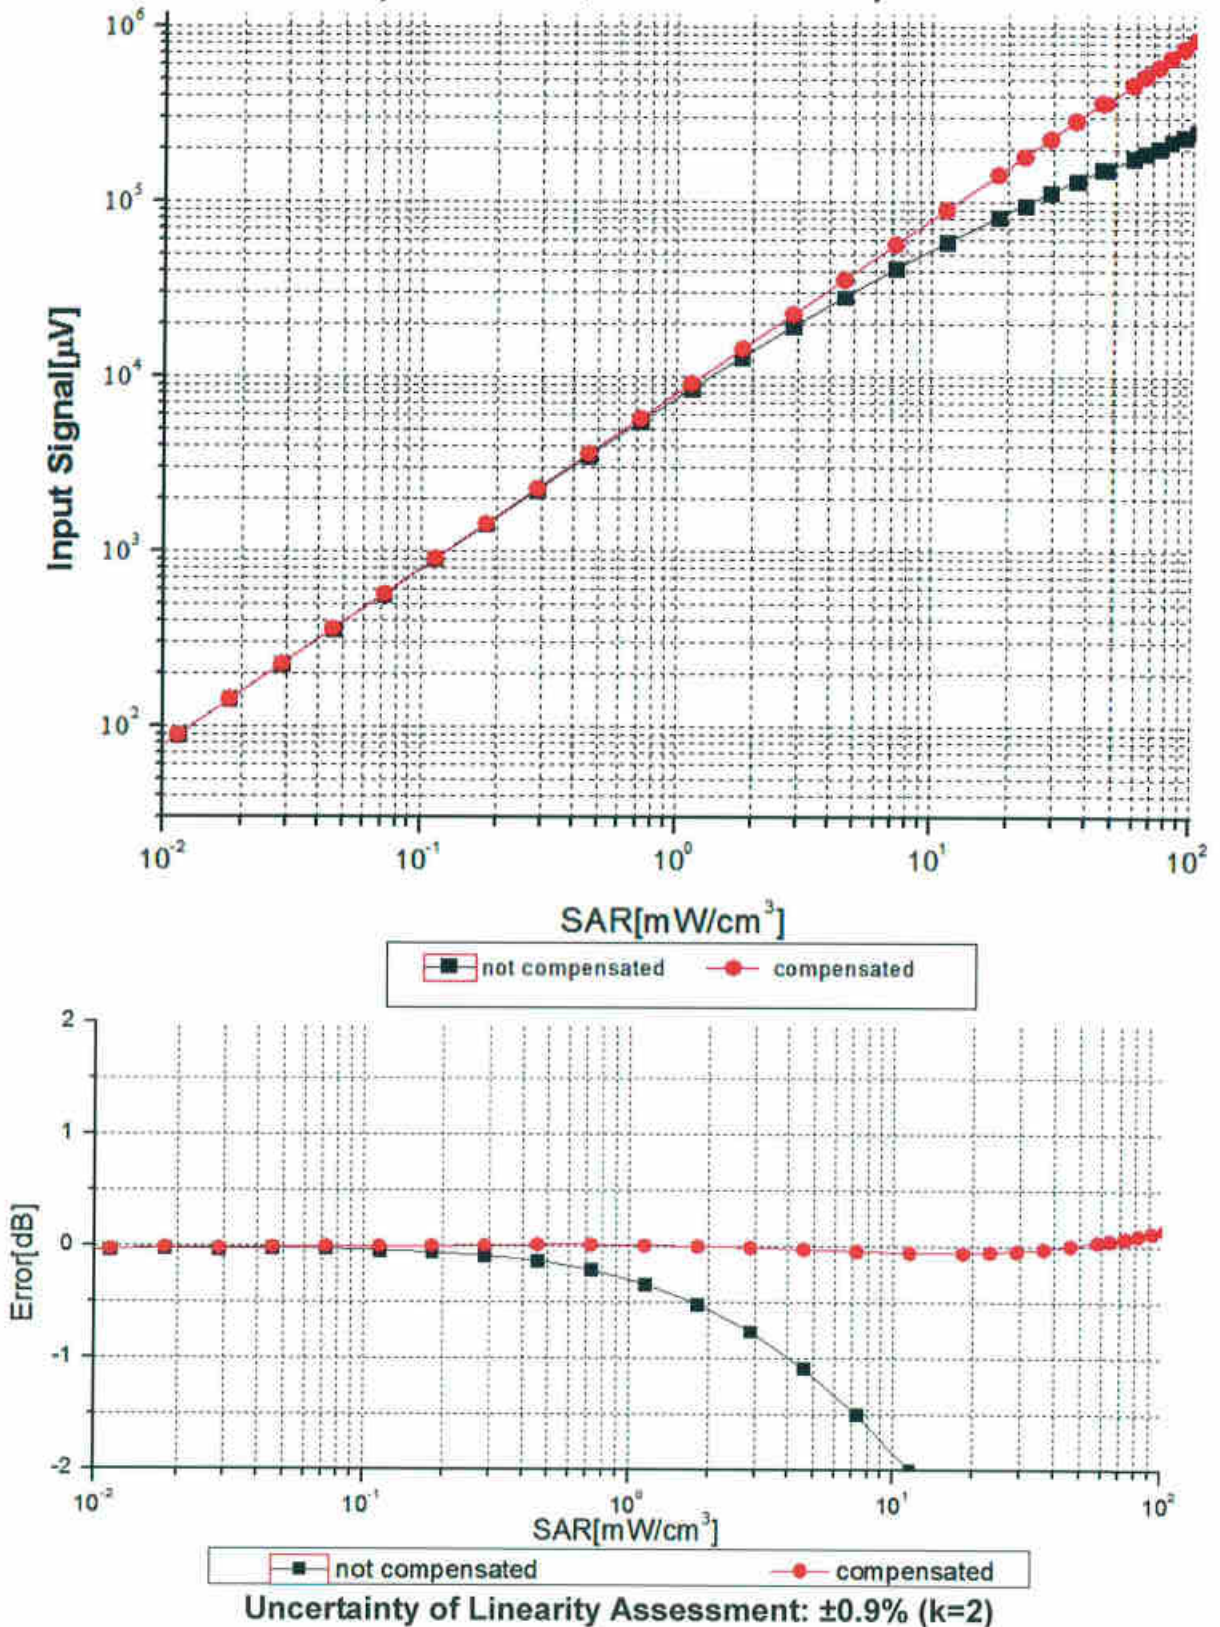 10^6
10^5
10^4
10^3
10^2
Input Signal[µV]
10^-2 10^-1 10^0 10^1 10^2
SAR[mW/cm^3]
not compensated compensated
2
1
0
-1
-2
Error[dB]
10^-2 10^-1 10^0 10^1 10^2
SAR[mW/cm^3]
not compensated compensated
Uncertainty of Linearity Assessment: ±0.9% (k=2)